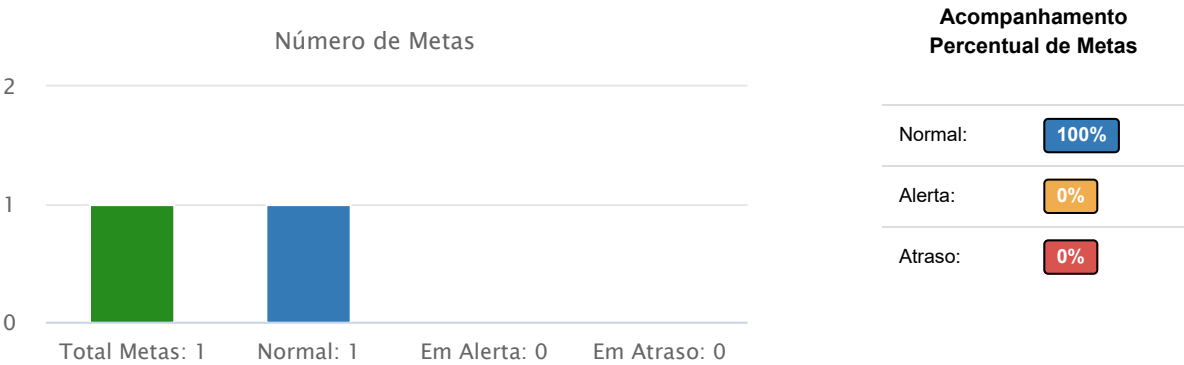 Número de Metas
2
1
0
Total Metas: 1
Normal: 1
Em Alerta: 0
Em Atraso: 0
Acompanhamento
Percentual de Metas
Normal: 100%
Alerta: 0%
Atraso: 0%